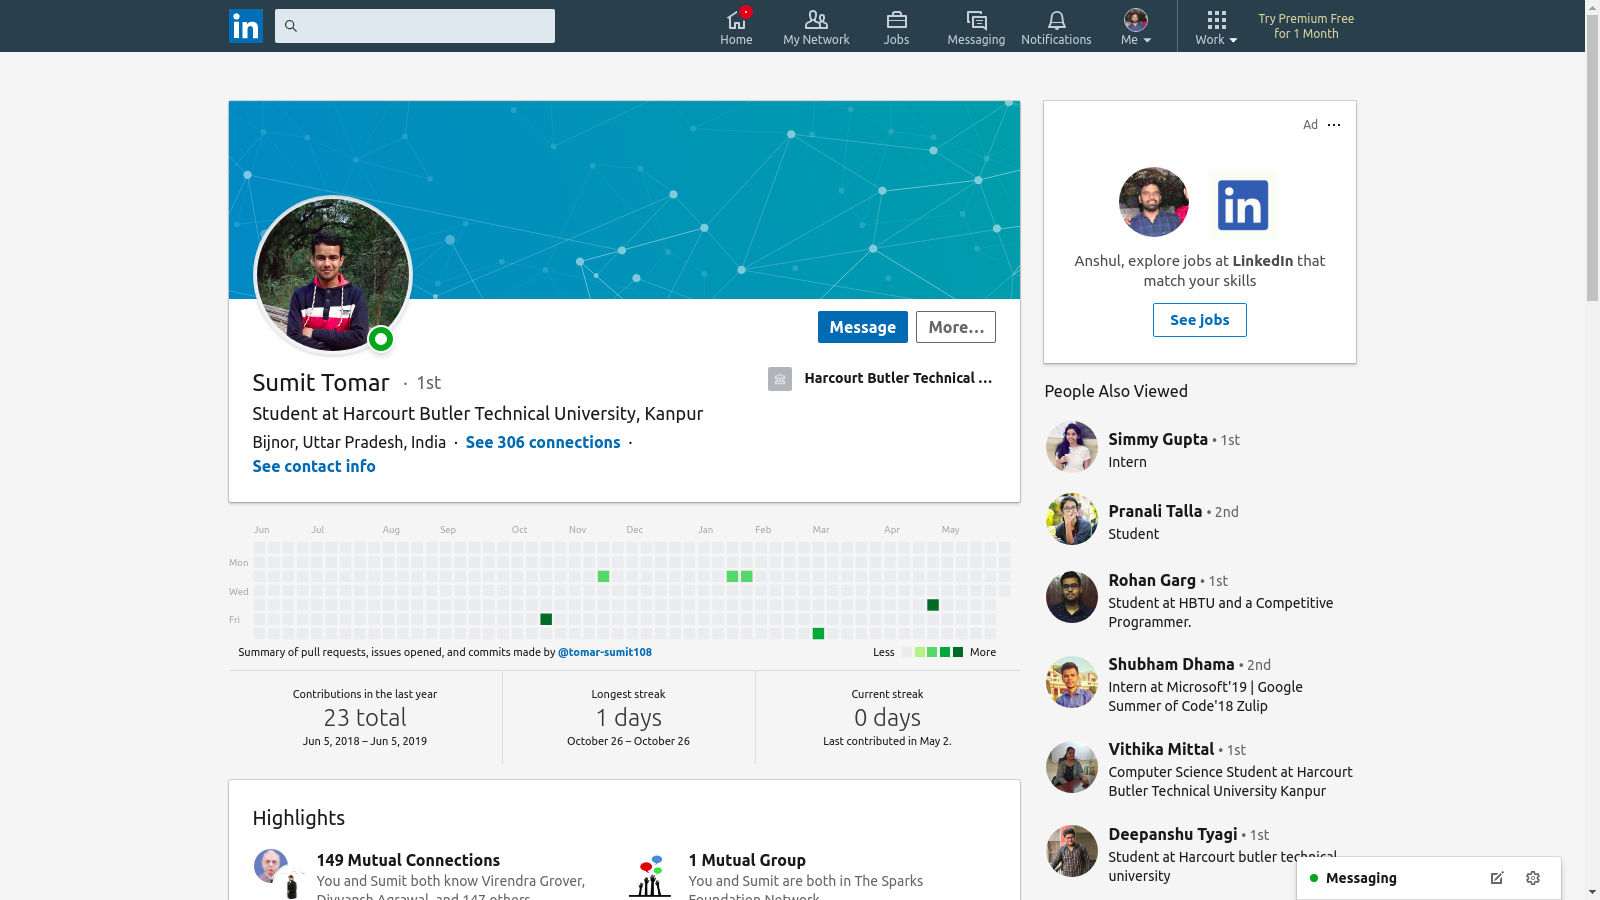 in
Home
My Network
Jobs
Messaging
Notifications
Me
Work
Try Premium Free
for 1 Month
Message
More...
Sumit Tomar · 1st
Harcourt Butler Technical ...
Student at Harcourt Butler Technical University, Kanpur
Bijnor, Uttar Pradesh, India · See 306 connections ·
See contact info
Jun Jul Aug Sep Oct Nov Dec Jan Feb Mar Apr May
Mon
Wed
Fri
Summary of pull requests, issues opened, and commits made by @tomar-sumit108
Less More
Contributions in the last year
23 total
Jun 5, 2018 – Jun 5, 2019
Longest streak
1 days
October 26 – October 26
Current streak
0 days
Last contributed in May 2.
Highlights
149 Mutual Connections
You and Sumit both know Virendra Grover,
Divyansh Agrawal, and 147 others
1 Mutual Group
You and Sumit are both in The Sparks
Foundation Network
Ad ...
in
Anshul, explore jobs at LinkedIn that
match your skills
See jobs
People Also Viewed
Simmy Gupta • 1st
Intern
Pranali Talla • 2nd
Student
Rohan Garg • 1st
Student at HBTU and a Competitive
Programmer.
Shubham Dhama • 2nd
Intern at Microsoft'19 | Google
Summer of Code'18 Zulip
Vithika Mittal • 1st
Computer Science Student at Harcourt
Butler Technical University Kanpur
Deepanshu Tyagi • 1st
Student at Harcourt butler technical
university
Messaging